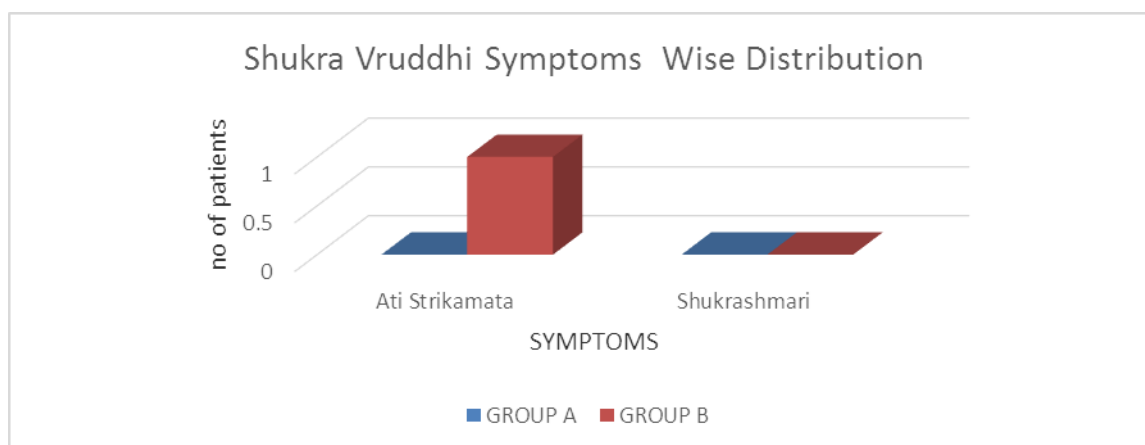 Shukra Vruddhi Symptoms Wise Distribution
no of patients
1
0.5
0
Ati Strikamata
Shukrashmari
SYMPTOMS
GROUP A
GROUP B